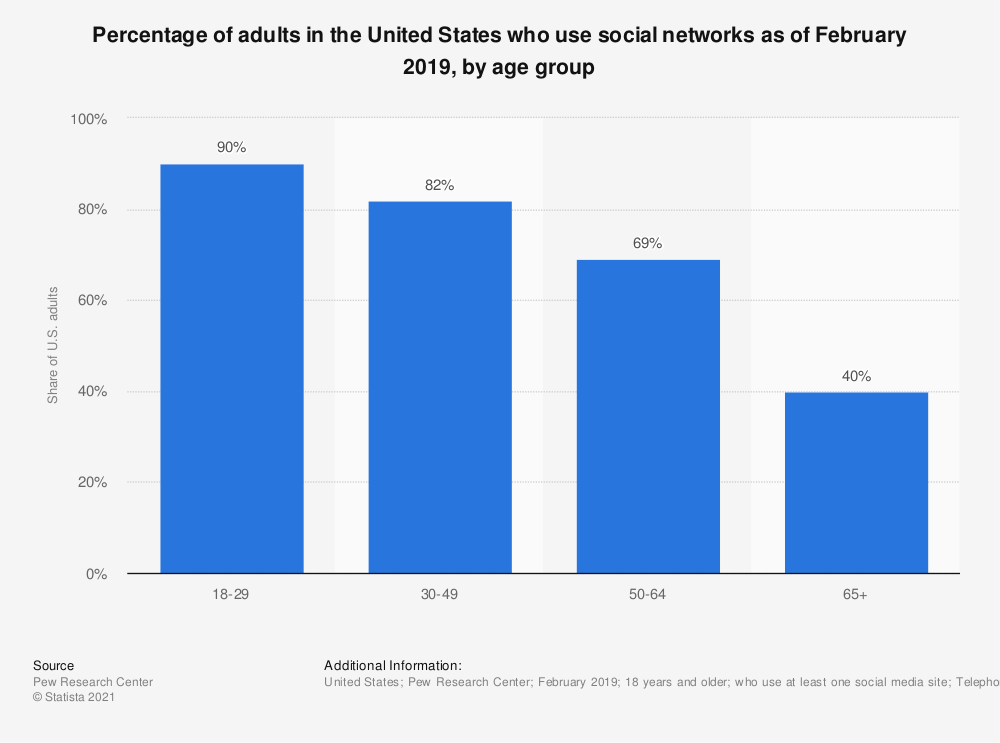 Percentage of adults in the United States who use social networks as of February
2019, by age group
100%
80%
60%
40%
20%
0%
Share of U.S. adults
90%
82%
69%
40%
18-29
30-49
50-64
65+
Source
Pew Research Center
© Statista 2021
Additional Information:
United States; Pew Research Center; February 2019; 18 years and older; who use at least one social media site; Telepho